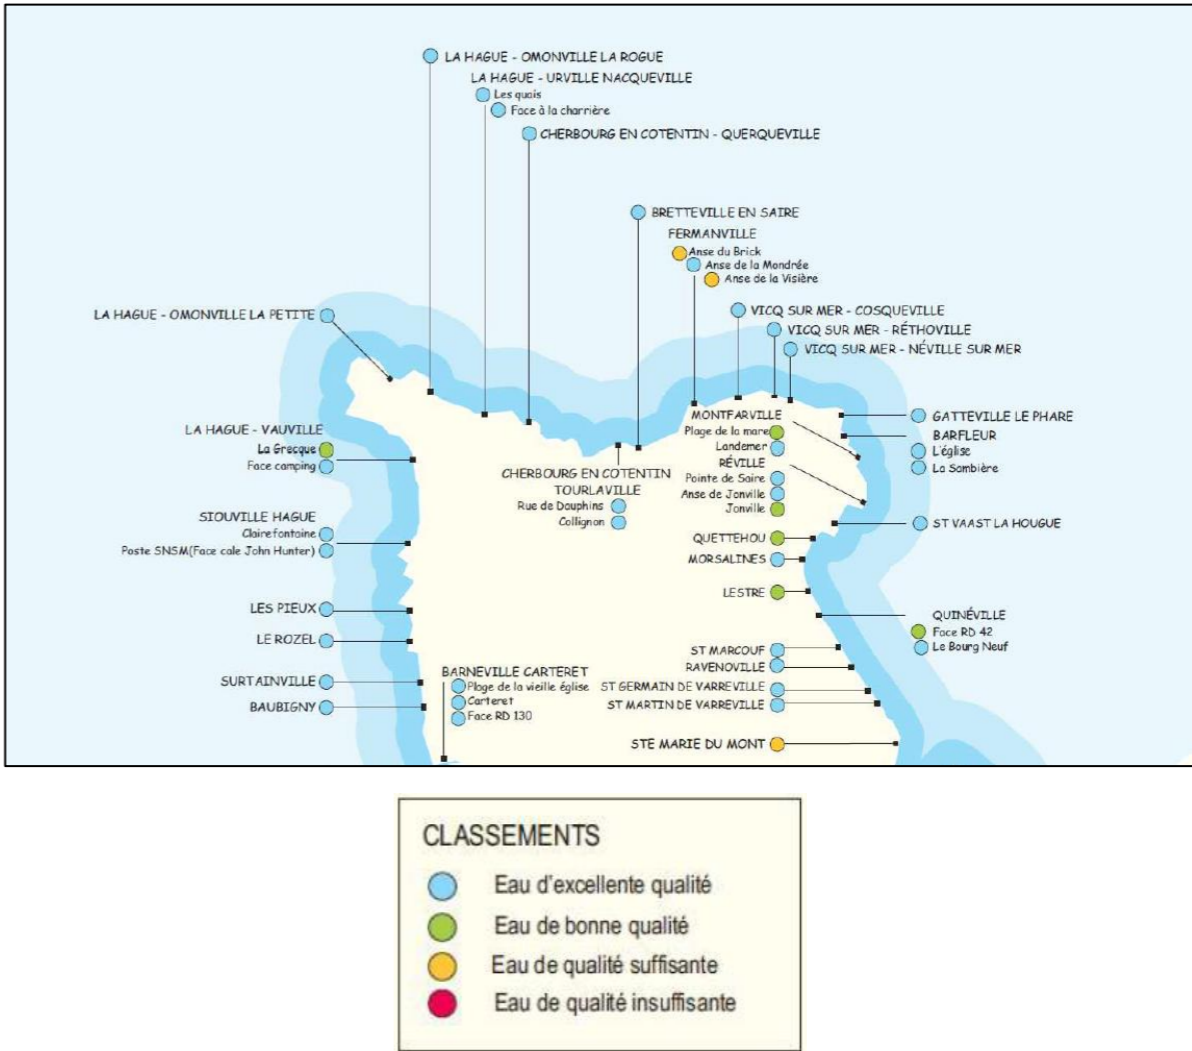 LA HAGUE - OMONVILLE LA ROGUE
LA HAGUE - URVILLE NACQUEVILLE
Les quais
Face à la charrière
CHERBOURG EN COTENTIN - QUERQUEVILLE
BRETTEVILLE EN SAIRE
FERMANVILLE
Anse du Brick
Anse de la Mondrée
Anse de la Visière
LA HAGUE - OMONVILLE LA PETITE
VICQ SUR MER - COSQUEVILLE
VICQ SUR MER - RÉTHOVILLE
VICQ SUR MER - NÉVILLE SUR MER
LA HAGUE - VAUVILLE
La Grecque
Face camping
SIOUVILLE HAGUE
Clairefontaine
Poste SNSM(Face cale John Hunter)
LES PIEUX
LE ROZEL
SURTAINVILLE
BAUBIGNY
BARNEVILLE CARTERET
Plage de la vieille église
Carteret
Face RD 130
CHERBOURG EN COTENTIN
TOURLAVILLE
Rue de Dauphins
Collignon
MONTFARVILLE
Plage de la mare
Landemer
RÉVILLE
Pointe de Saire
Anse de Jonville
Jonville
QUETTEHOU
MORSALINES
LESTRE
ST MARCOUF
RAVENOVILLE
ST GERMAIN DE VARREVILLE
ST MARTIN DE VARREVILLE
STE MARIE DU MONT
GATTEVILLE LE PHARE
BARFLEUR
L'église
La Sambière
ST VAAST LA HOUGUE
QUINÉVILLE
Face RD 42
Le Bourg Neuf
CLASSEMENTS
Eau d'excellente qualité
Eau de bonne qualité
Eau de qualité suffisante
Eau de qualité insuffisante